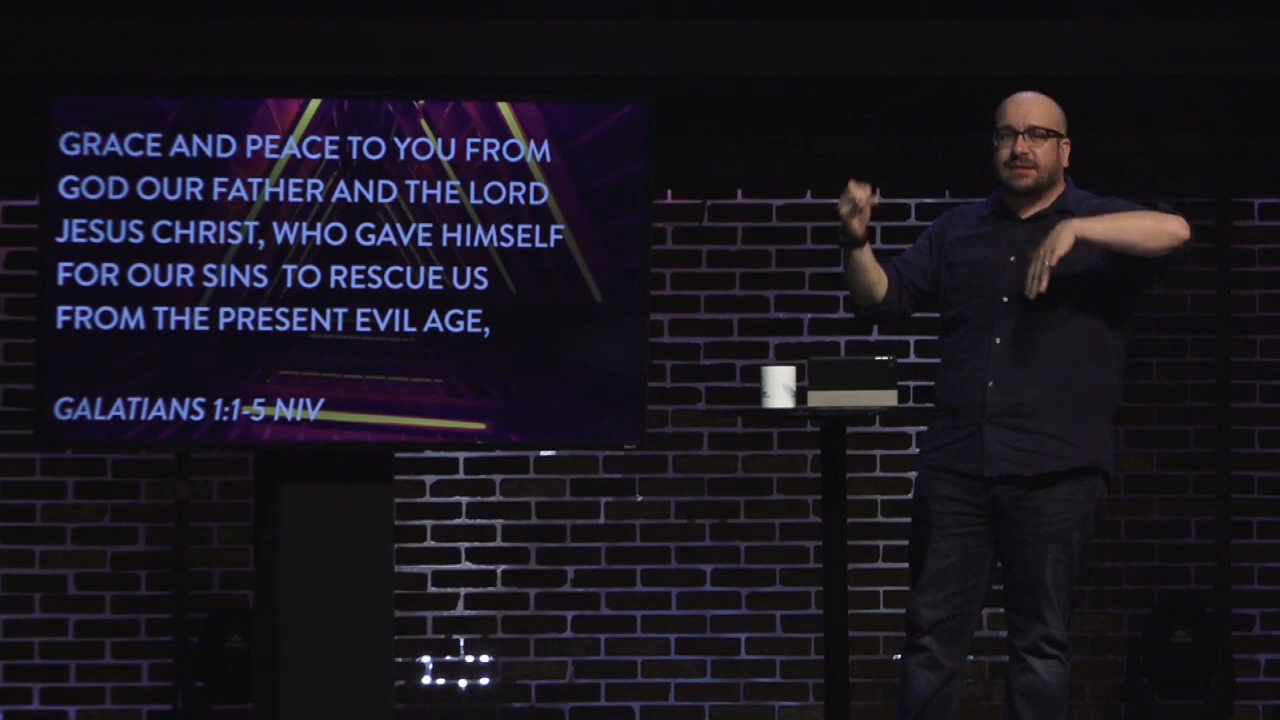 GRACE AND PEACE TO YOU FROM
GOD OUR FATHER AND THE LORD
JESUS CHRIST, WHO GAVE HIMSELF
FOR OUR SINS TO RESCUE US
FROM THE PRESENT EVIL AGE,
GALATIANS 1:1-5 NIV